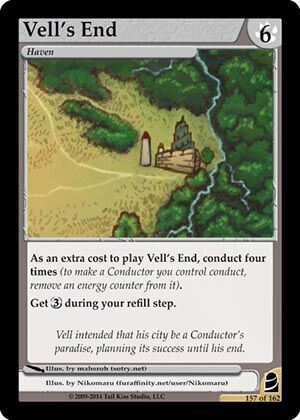 Vell's End
6
Haven
As an extra cost to play Vell's End, conduct four
times (to make a Conductor you control conduct,
remove an energy counter from it).
Get 3 during your refill step.
Vell intended that his city be a Conductor's
paradise, planning its success until his end.
Illus. by mahsroh (sotry.net)
Illus. by Nikomaru (furaffinity.net/user/Nikomaru)
© 2009-2014 Tail Kiss Studio, LLC
157 of 162